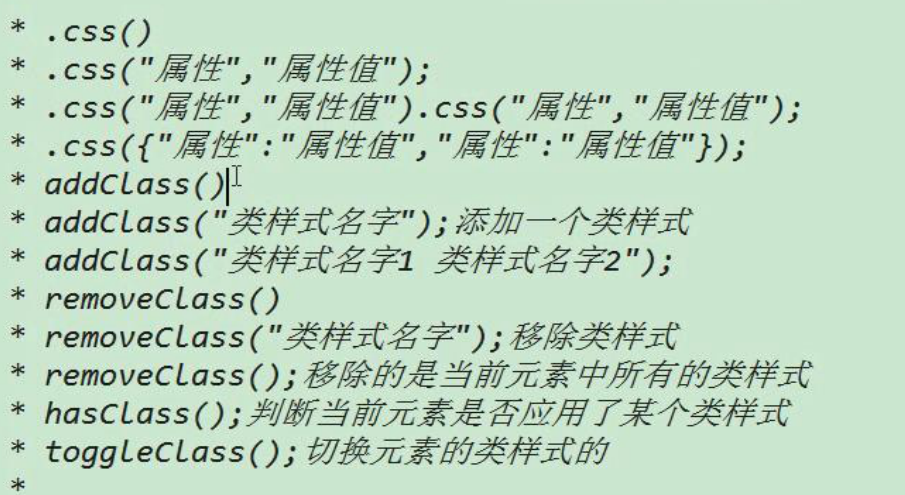 * .css()
* .css("属性","属性值");
* .css("属性","属性值").css("属性","属性值");
* .css({"属性":"属性值","属性":"属性值"});
* addClass()
* addClass("类样式名字");添加一个类样式
* addClass("类样式名字1 类样式名字2");
* removeClass()
* removeClass("类样式名字");移除类样式
* removeClass();移除的是当前元素中所有的类样式
* hasClass();判断当前元素是否应用了某个类样式
* toggleClass();切换元素的类样式的
*